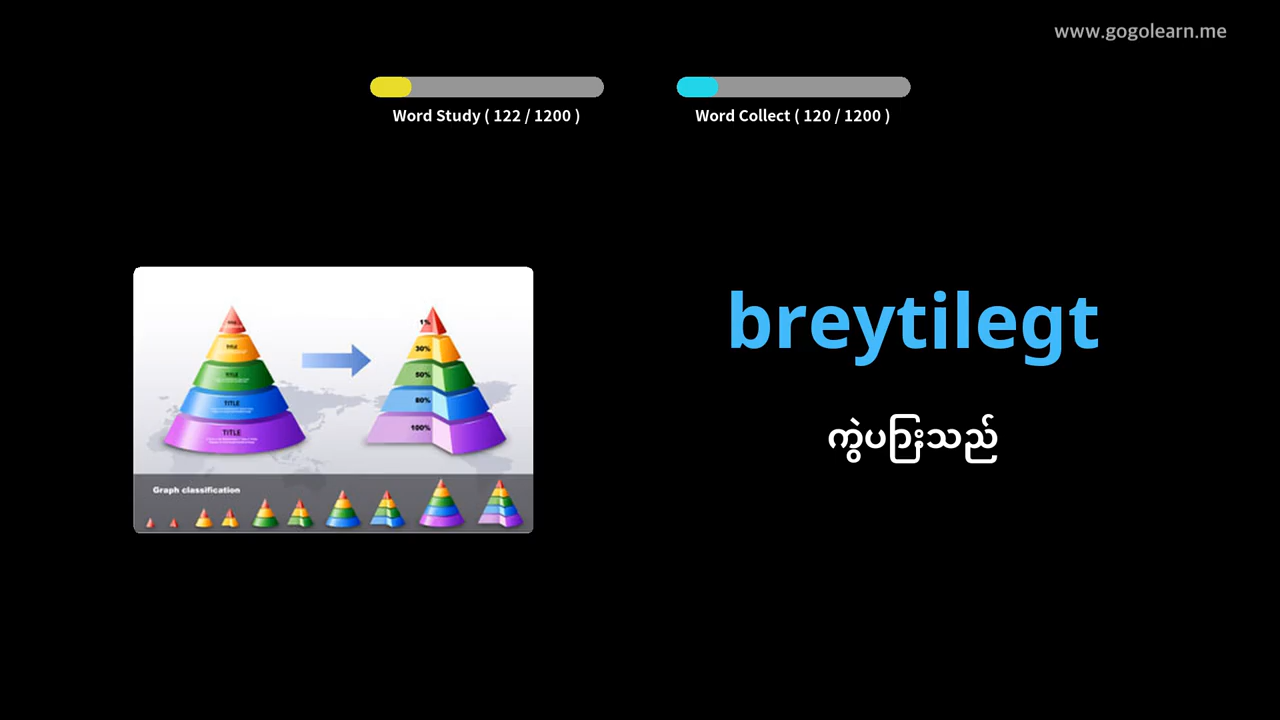 www.gogolearn.me
Word Study ( 122 / 1200 )
Word Collect ( 120 / 1200 )
breytilegt
ကွဲပြားသည်
TITLE
TITLE
TITLE
TITLE
1%
30%
50%
80%
100%
Graph classification